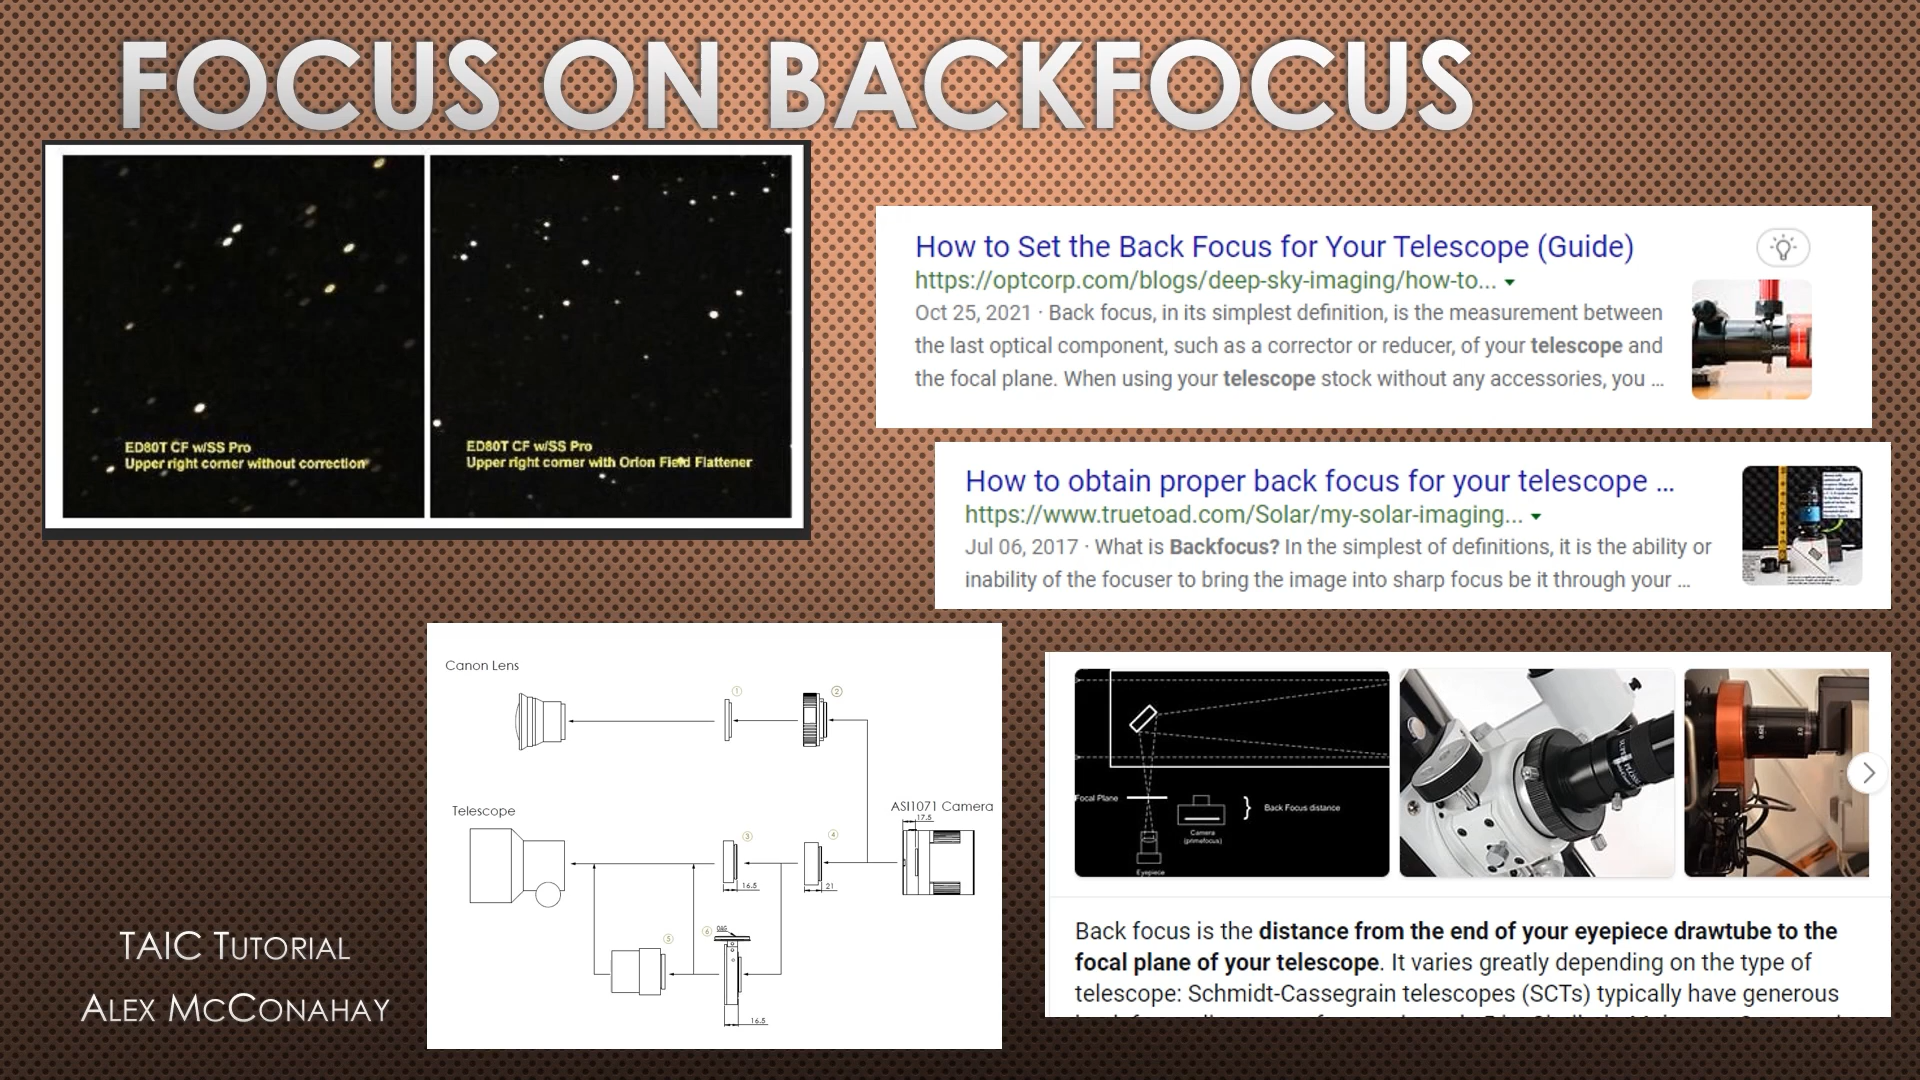 FOCUS ON BACKFOCUS
ED80T CF w/SS Pro
Upper right corner without correction
ED80T CF w/SS Pro
Upper right corner with Orion Field Flattener
How to Set the Back Focus for Your Telescope (Guide)
https://optcorp.com/blogs/deep-sky-imaging/how-to...
Oct 25, 2021 · Back focus, in its simplest definition, is the measurement between
the last optical component, such as a corrector or reducer, of your telescope and
the focal plane. When using your telescope stock without any accessories, you ...
How to obtain proper back focus for your telescope ...
https://www.truetoad.com/Solar/my-solar-imaging...
Jul 06, 2017 · What is Backfocus? In the simplest of definitions, it is the ability or
inability of the focuser to bring the image into sharp focus be it through your ...
Canon Lens
1
2
Telescope
ASI1071 Camera
17.5
3
4
16.5
21
5
6
16.5
Focal Plane
Back Focus distance
Camera
(primefocus)
Eyepiece
Back focus is the distance from the end of your eyepiece drawtube to the
focal plane of your telescope. It varies greatly depending on the type of
telescope: Schmidt-Cassegrain telescopes (SCTs) typically have generous
TAIC TUTORIAL
ALEX MCCONAHAY